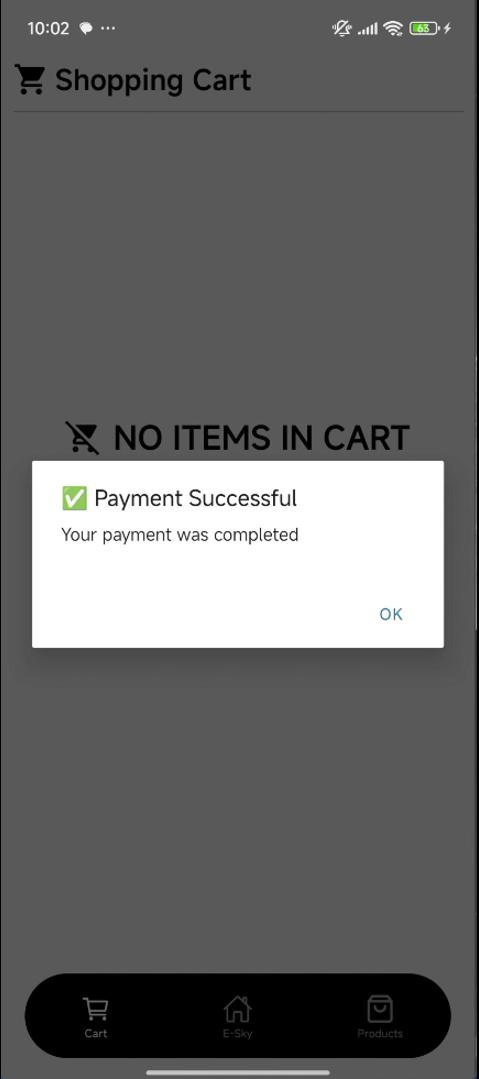 10:02
63
Shopping Cart
NO ITEMS IN CART
✅ Payment Successful
Your payment was completed
OK
Cart
E-Sky
Products